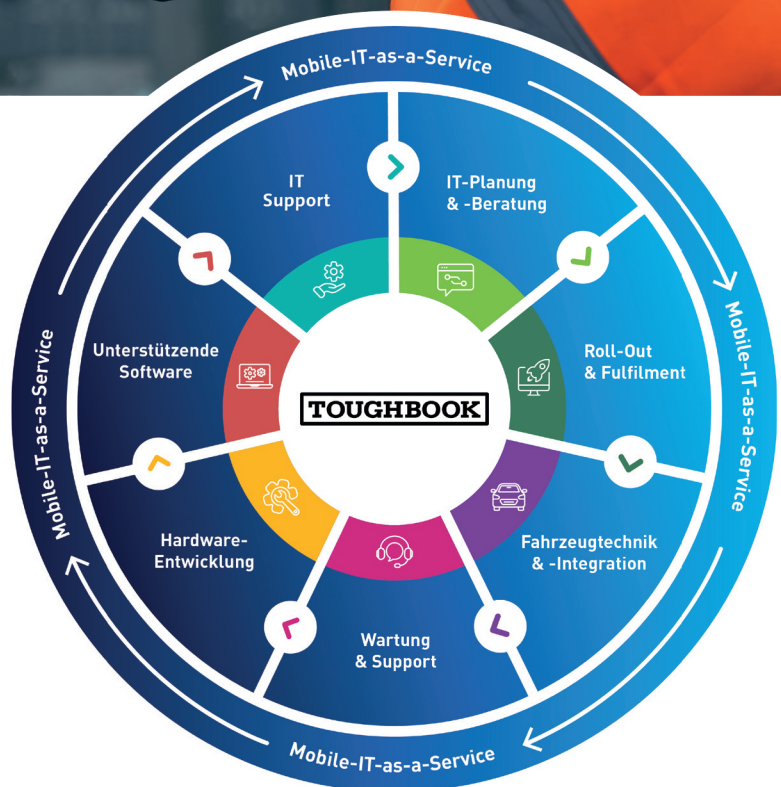 Mobile-IT-as-a-Service
IT
Support
IT-Planung
& -Beratung
Unterstützende
Software
Roll-Out
& Fulfilment
Mobile-IT-as-a-Service
Mobile-IT-as-a-Service
TOUGHBOOK
Hardware-
Entwicklung
Fahrzeugtechnik
& -Integration
Wartung
& Support
Mobile-IT-as-a-Service